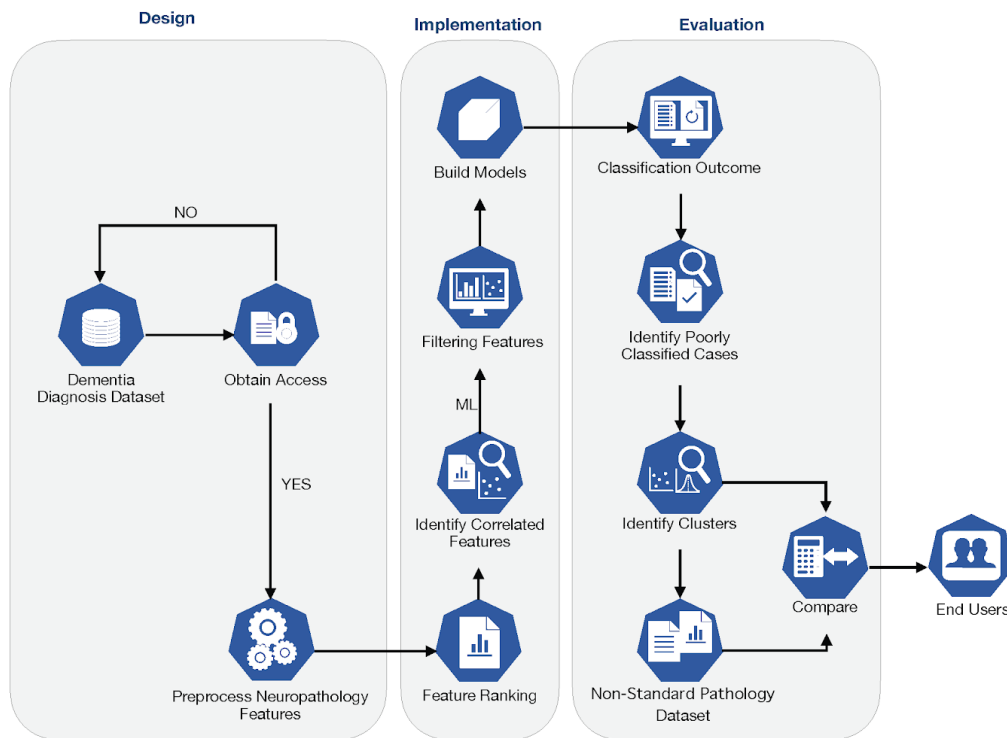 Design
Implementation
Evaluation
NO
Dementia
Diagnosis Dataset
Obtain Access
YES
Preprocess Neuropathology
Features
Build Models
Filtering Features
ML
Identify Correlated
Features
Feature Ranking
Classification Outcome
Identify Poorly
Classified Cases
Identify Clusters
Non-Standard Pathology
Dataset
Compare
End Users